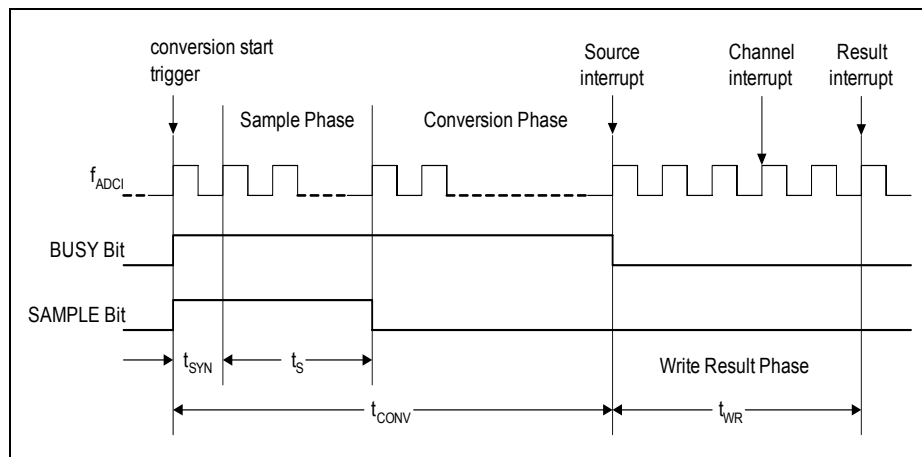 conversion start
trigger
Source
interrupt
Channel
interrupt
Result
interrupt
Sample Phase
Conversion Phase
fADCI
BUSY Bit
SAMPLE Bit
tSYN
tS
Write Result Phase
tCONV
tWR